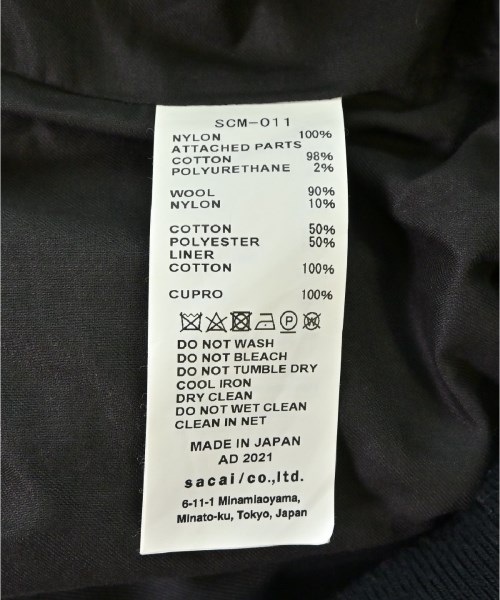 SCM-011
NYLON 100%
ATTACHED PARTS
COTTON 98%
POLYURETHANE 2%
WOOL 90%
NYLON 10%
COTTON 50%
POLYESTER 50%
LINER
COTTON 100%
CUPRO 100%
P W
DO NOT WASH
DO NOT BLEACH
DO NOT TUMBLE DRY
COOL IRON
DRY CLEAN
DO NOT WET CLEAN
CLEAN IN NET
MADE IN JAPAN
AD 2021
sacai/co.,ltd.
6-11-1 Minamiaoyama,
Minato-ku, Tokyo, Japan